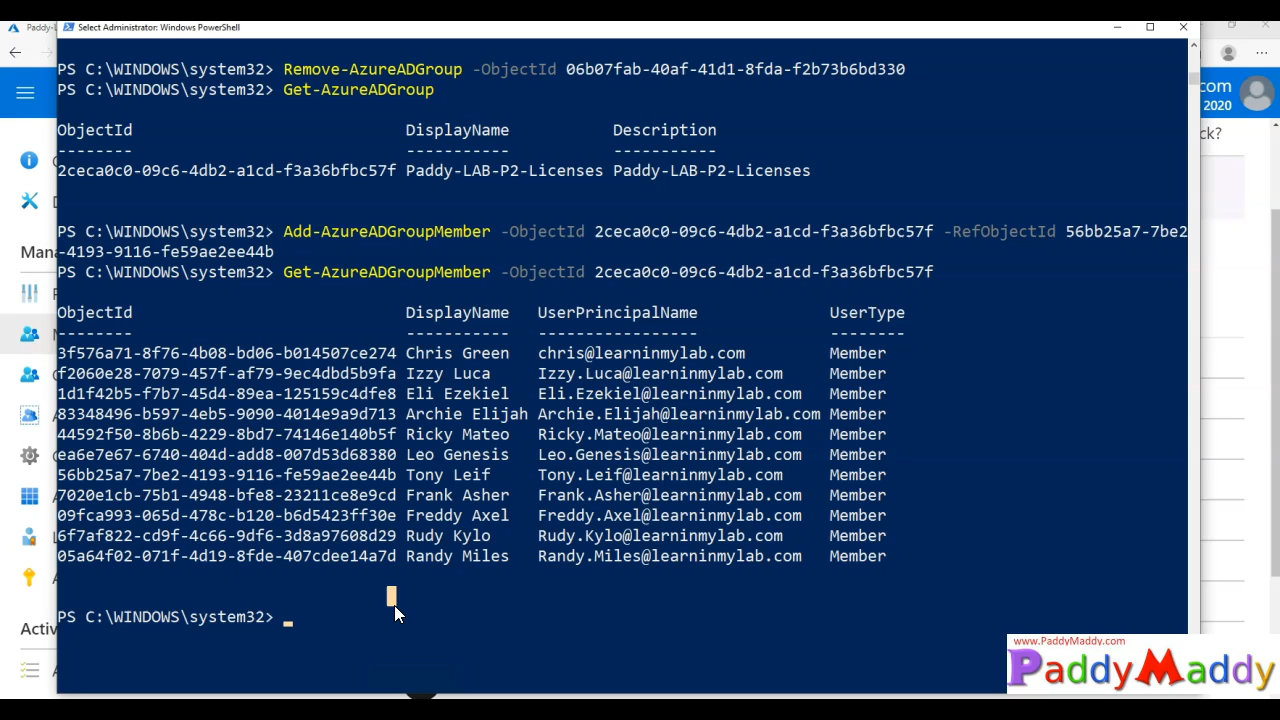 Paddy-L
Select Administrator: Windows PowerShell
PS C:\WINDOWS\system32> Remove-AzureADGroup -ObjectId 06b07fab-40af-41d1-8fda-f2b73b6bd330
PS C:\WINDOWS\system32> Get-AzureADGroup
.com
2020
ObjectId DisplayName Description
-------- ----------- -----------
ck?
2ceca0c0-09c6-4db2-a1cd-f3a36bfbc57f Paddy-LAB-P2-Licenses Paddy-LAB-P2-Licenses
PS C:\WINDOWS\system32> Add-AzureADGroupMember -ObjectId 2ceca0c0-09c6-4db2-a1cd-f3a36bfbc57f -RefObjectId 56bb25a7-7be2
-4193-9116-fe59ae2ee44b
Mana
PS C:\WINDOWS\system32> Get-AzureADGroupMember -ObjectId 2ceca0c0-09c6-4db2-a1cd-f3a36bfbc57f
ObjectId DisplayName UserPrincipalName UserType
-------- ----------- ----------------- --------
3f576a71-8f76-4b08-bd06-b014507ce274 Chris Green chris@learninmylab.com Member
f2060e28-7079-457f-af79-9ec4dbd5b9fa Izzy Luca Izzy.Luca@learninmylab.com Member
1d1f42b5-f7b7-45d4-89ea-125159c4dfe8 Eli Ezekiel Eli.Ezekiel@learninmylab.com Member
83348496-b597-4eb5-9090-4014e9a9d713 Archie Elijah Archie.Elijah@learninmylab.com Member
44592f50-8b6b-4229-8bd7-74146e140b5f Ricky Mateo Ricky.Mateo@learninmylab.com Member
ea6e7e67-6740-404d-add8-007d53d68380 Leo Genesis Leo.Genesis@learninmylab.com Member
56bb25a7-7be2-4193-9116-fe59ae2ee44b Tony Leif Tony.Leif@learninmylab.com Member
7020e1cb-75b1-4948-bfe8-23211ce8e9cd Frank Asher Frank.Asher@learninmylab.com Member
09fca993-065d-478c-b120-b6d5423ff30e Freddy Axel Freddy.Axel@learninmylab.com Member
6f7af822-cd9f-4c66-9df6-3d8a97608d29 Rudy Kylo Rudy.Kylo@learninmylab.com Member
05a64f02-071f-4d19-8fde-407cdee14a7d Randy Miles Randy.Miles@learninmylab.com Member
PS C:\WINDOWS\system32>
Activ
www.PaddyMaddy.com
PaddyMaddy